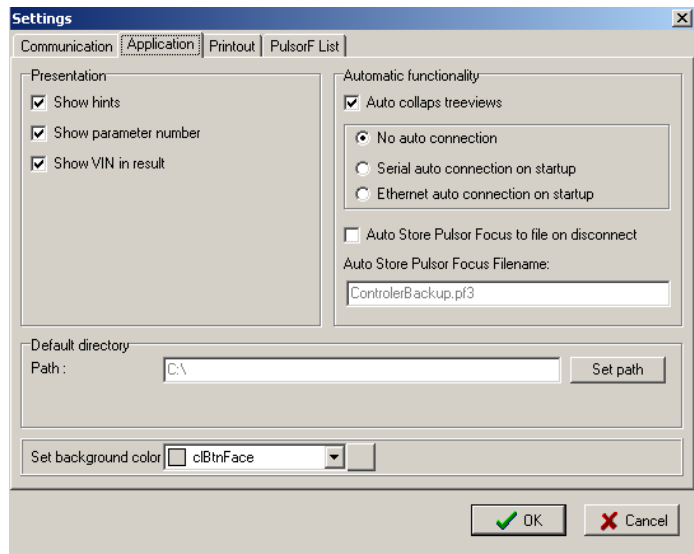 Settings
Communication Application Printout PulsorF List
Presentation
Show hints
Show parameter number
Show VIN in result
Automatic functionality
Auto collaps treeviews
No auto connection
Serial auto connection on startup
Ethernet auto connection on startup
Auto Store Pulsor Focus to file on disconnect
Auto Store Pulsor Focus Filename:
ControlerBackup.pf3
Default directory
Path : C:\ Set path
Set background color clBtnFace
OK Cancel